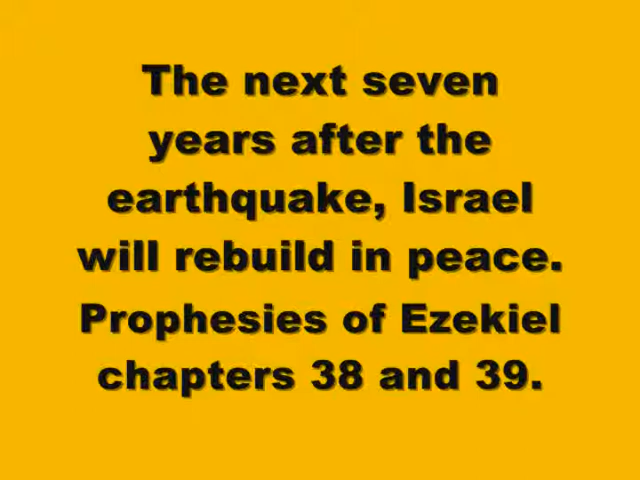 The next seven
years after the
earthquake, Israel
will rebuild in peace.
Prophesies of Ezekiel
chapters 38 and 39.